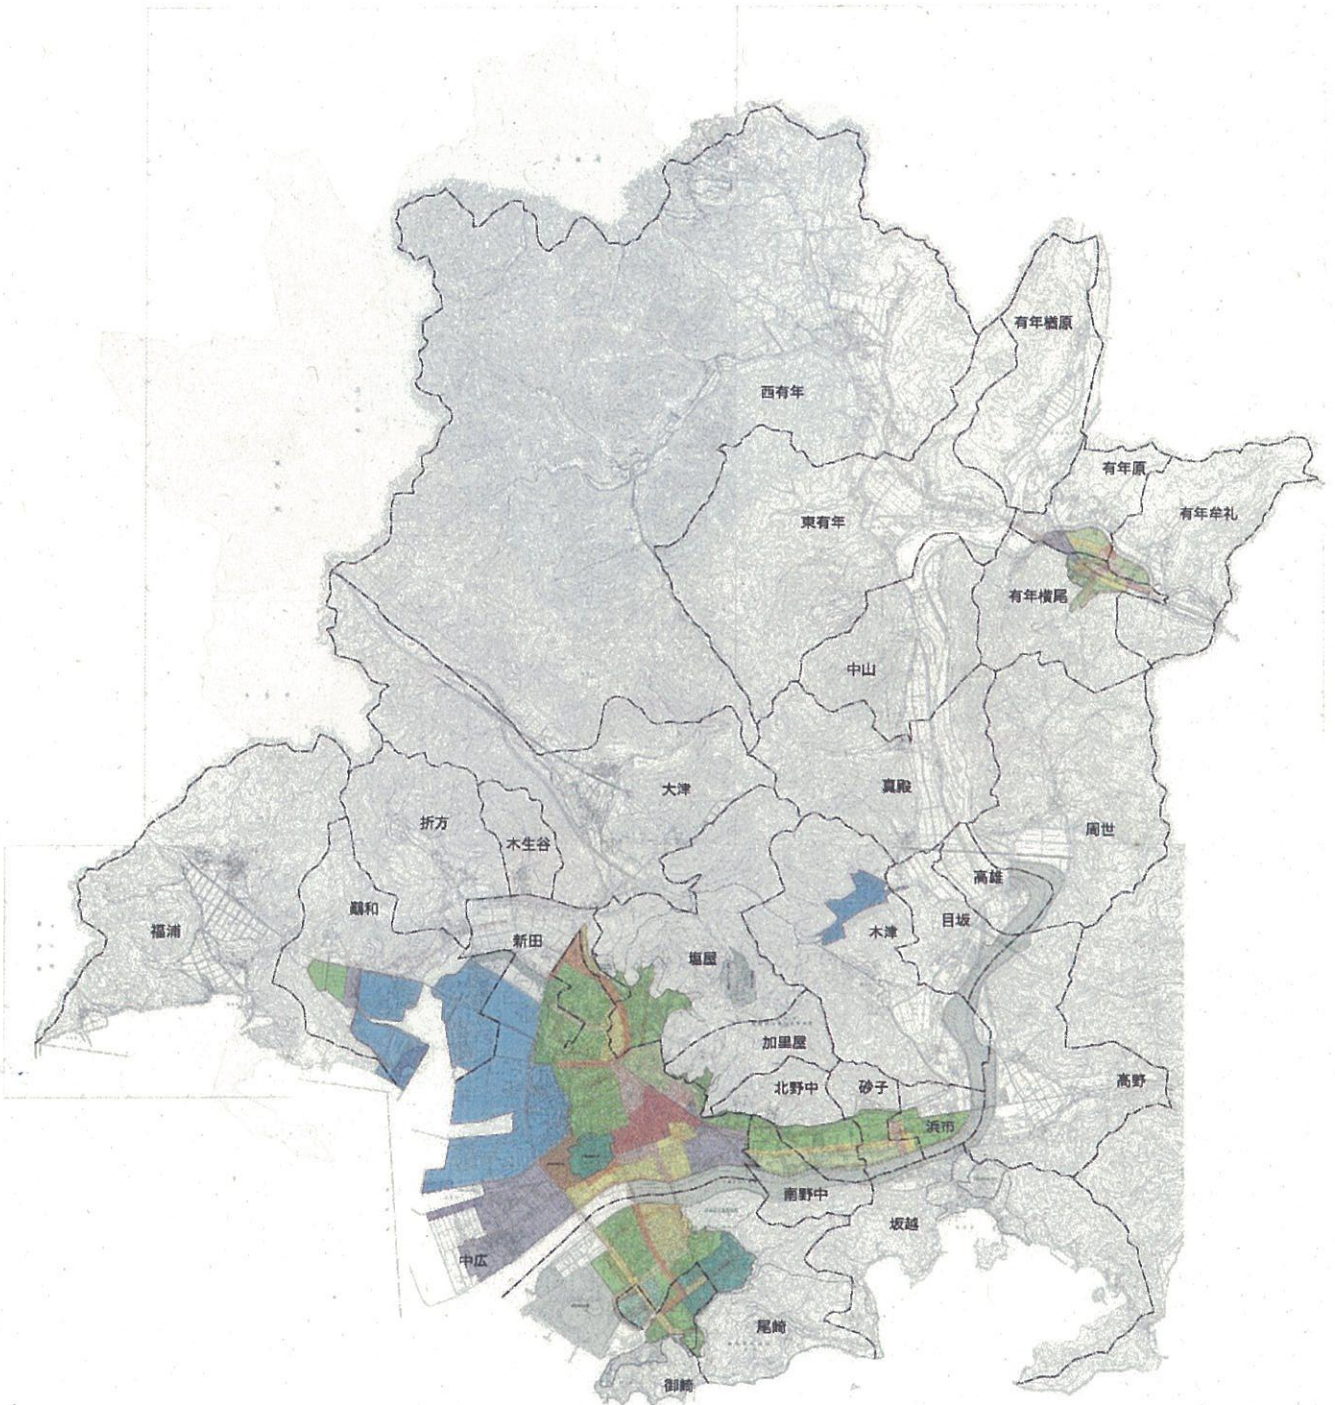 有年楢原
西有年
有年原
有年牟礼
東有年
有年横尾
中山
真殿
大津
折方
木生谷
周世
高雄
鷆和
目坂
福浦
木津
新田
塩屋
加里屋
高野
北野中
砂子
浜市
南野中
坂越
中広
尾崎
御崎